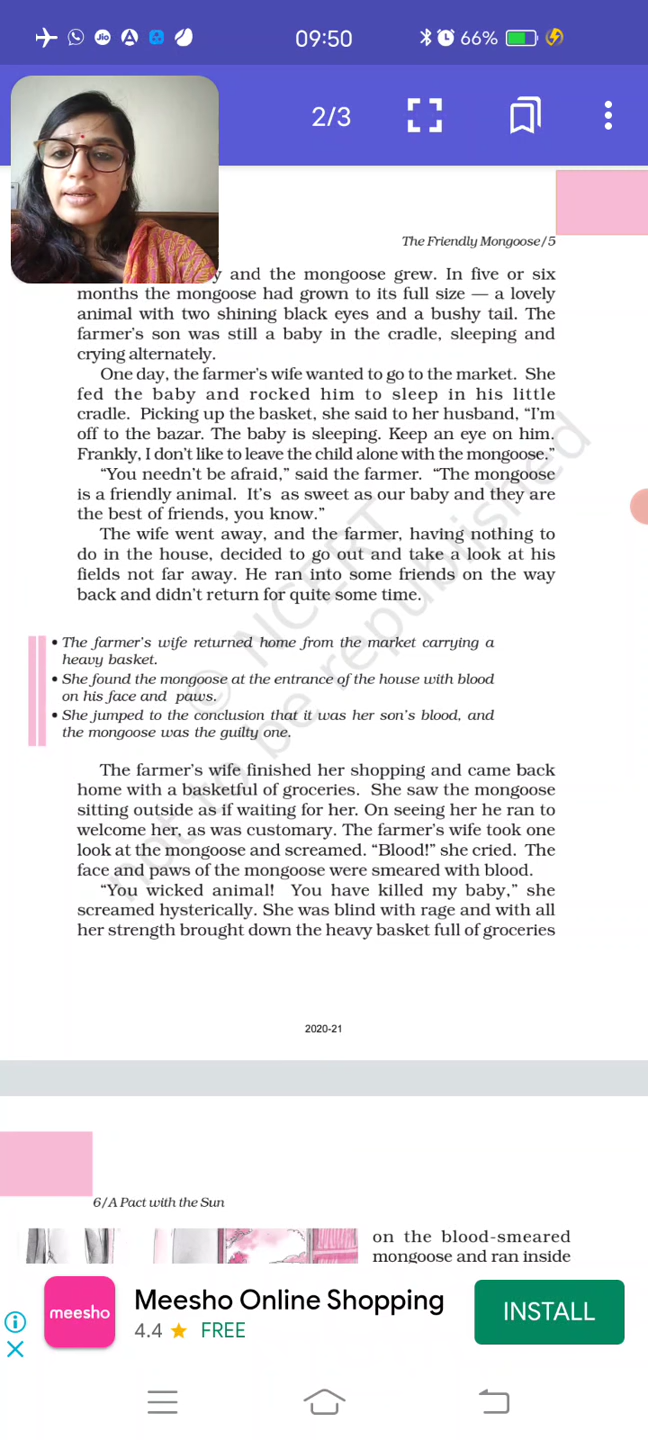 09:50
66%
2/3
The Friendly Mongoose/5
and the mongoose grew. In five or six
months the mongoose had grown to its full size — a lovely
animal with two shining black eyes and a bushy tail. The
farmer's son was still a baby in the cradle, sleeping and
crying alternately.
One day, the farmer's wife wanted to go to the market. She
fed the baby and rocked him to sleep in his little
cradle. Picking up the basket, she said to her husband, “I'm
off to the bazar. The baby is sleeping. Keep an eye on him.
Frankly, I don't like to leave the child alone with the mongoose.”
“You needn't be afraid,” said the farmer. “The mongoose
is a friendly animal. It's as sweet as our baby and they are
the best of friends, you know.”
The wife went away, and the farmer, having nothing to
do in the house, decided to go out and take a look at his
fields not far away. He ran into some friends on the way
back and didn't return for quite some time.
• The farmer's wife returned home from the market carrying a
heavy basket.
• She found the mongoose at the entrance of the house with blood
on his face and paws.
• She jumped to the conclusion that it was her son's blood, and
the mongoose was the guilty one.
The farmer's wife finished her shopping and came back
home with a basketful of groceries. She saw the mongoose
sitting outside as if waiting for her. On seeing her he ran to
welcome her, as was customary. The farmer's wife took one
look at the mongoose and screamed. “Blood!” she cried. The
face and paws of the mongoose were smeared with blood.
“You wicked animal! You have killed my baby,” she
screamed hysterically. She was blind with rage and with all
her strength brought down the heavy basket full of groceries
© NCERT
not to be republished
2020-21
6/A Pact with the Sun
on the blood-smeared
mongoose and ran inside
meesho
Meesho Online Shopping
4.4 ★ FREE
INSTALL